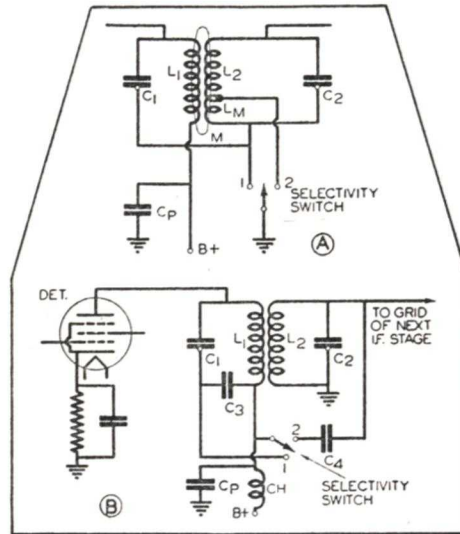 L1 L2
C1 C2
LM
M
1 2
SELECTIVITY
SWITCH
CP
B+
A
DET.
TO GRID
OF NEXT
I.F. STAGE
C1 L1 L2 C2
C3
2
C4
1
CP CH
SELECTIVITY
SWITCH
B+
B